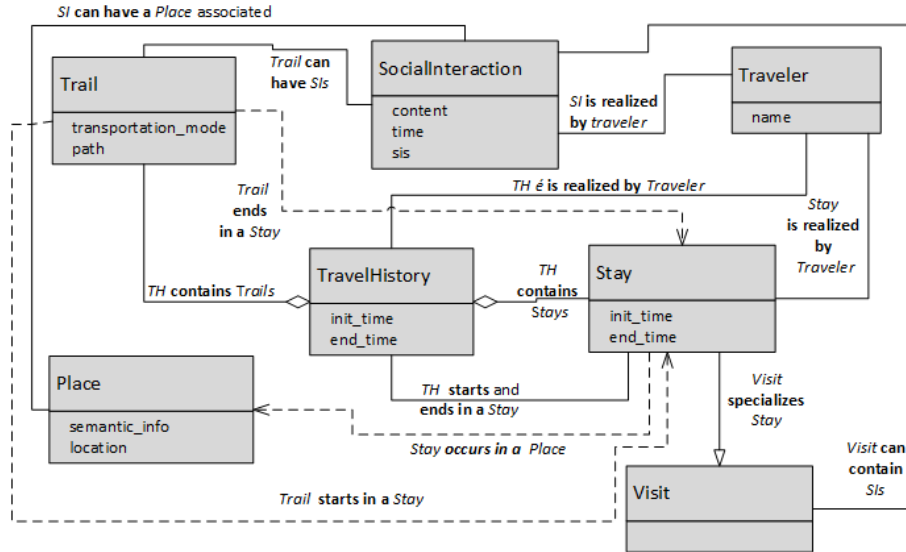 SI can have a Place associated
Trail
transportation_mode
path
Trail can
have SIs
SocialInteraction
content
time
sis
SI is realized
by traveler
Traveler
name
TH é is realized by Traveler
Trail
ends
in a Stay
Stay
is realized
by
Traveler
TH contains Trails
TravelHistory
init_time
end_time
TH
contains
Stays
Stay
init_time
end_time
Place
semantic_info
location
TH starts and
ends in a Stay
Stay occurs in a Place
Visit
specializes
Stay
Trail starts in a Stay
Visit
Visit can
contain
SIs